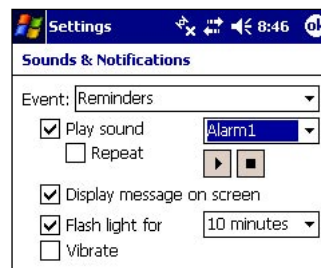 Settings 8:46 ok
Sounds & Notifications
Event: Reminders
Play sound Alarm1
Repeat
Display message on screen
Flash light for 10 minutes
Vibrate